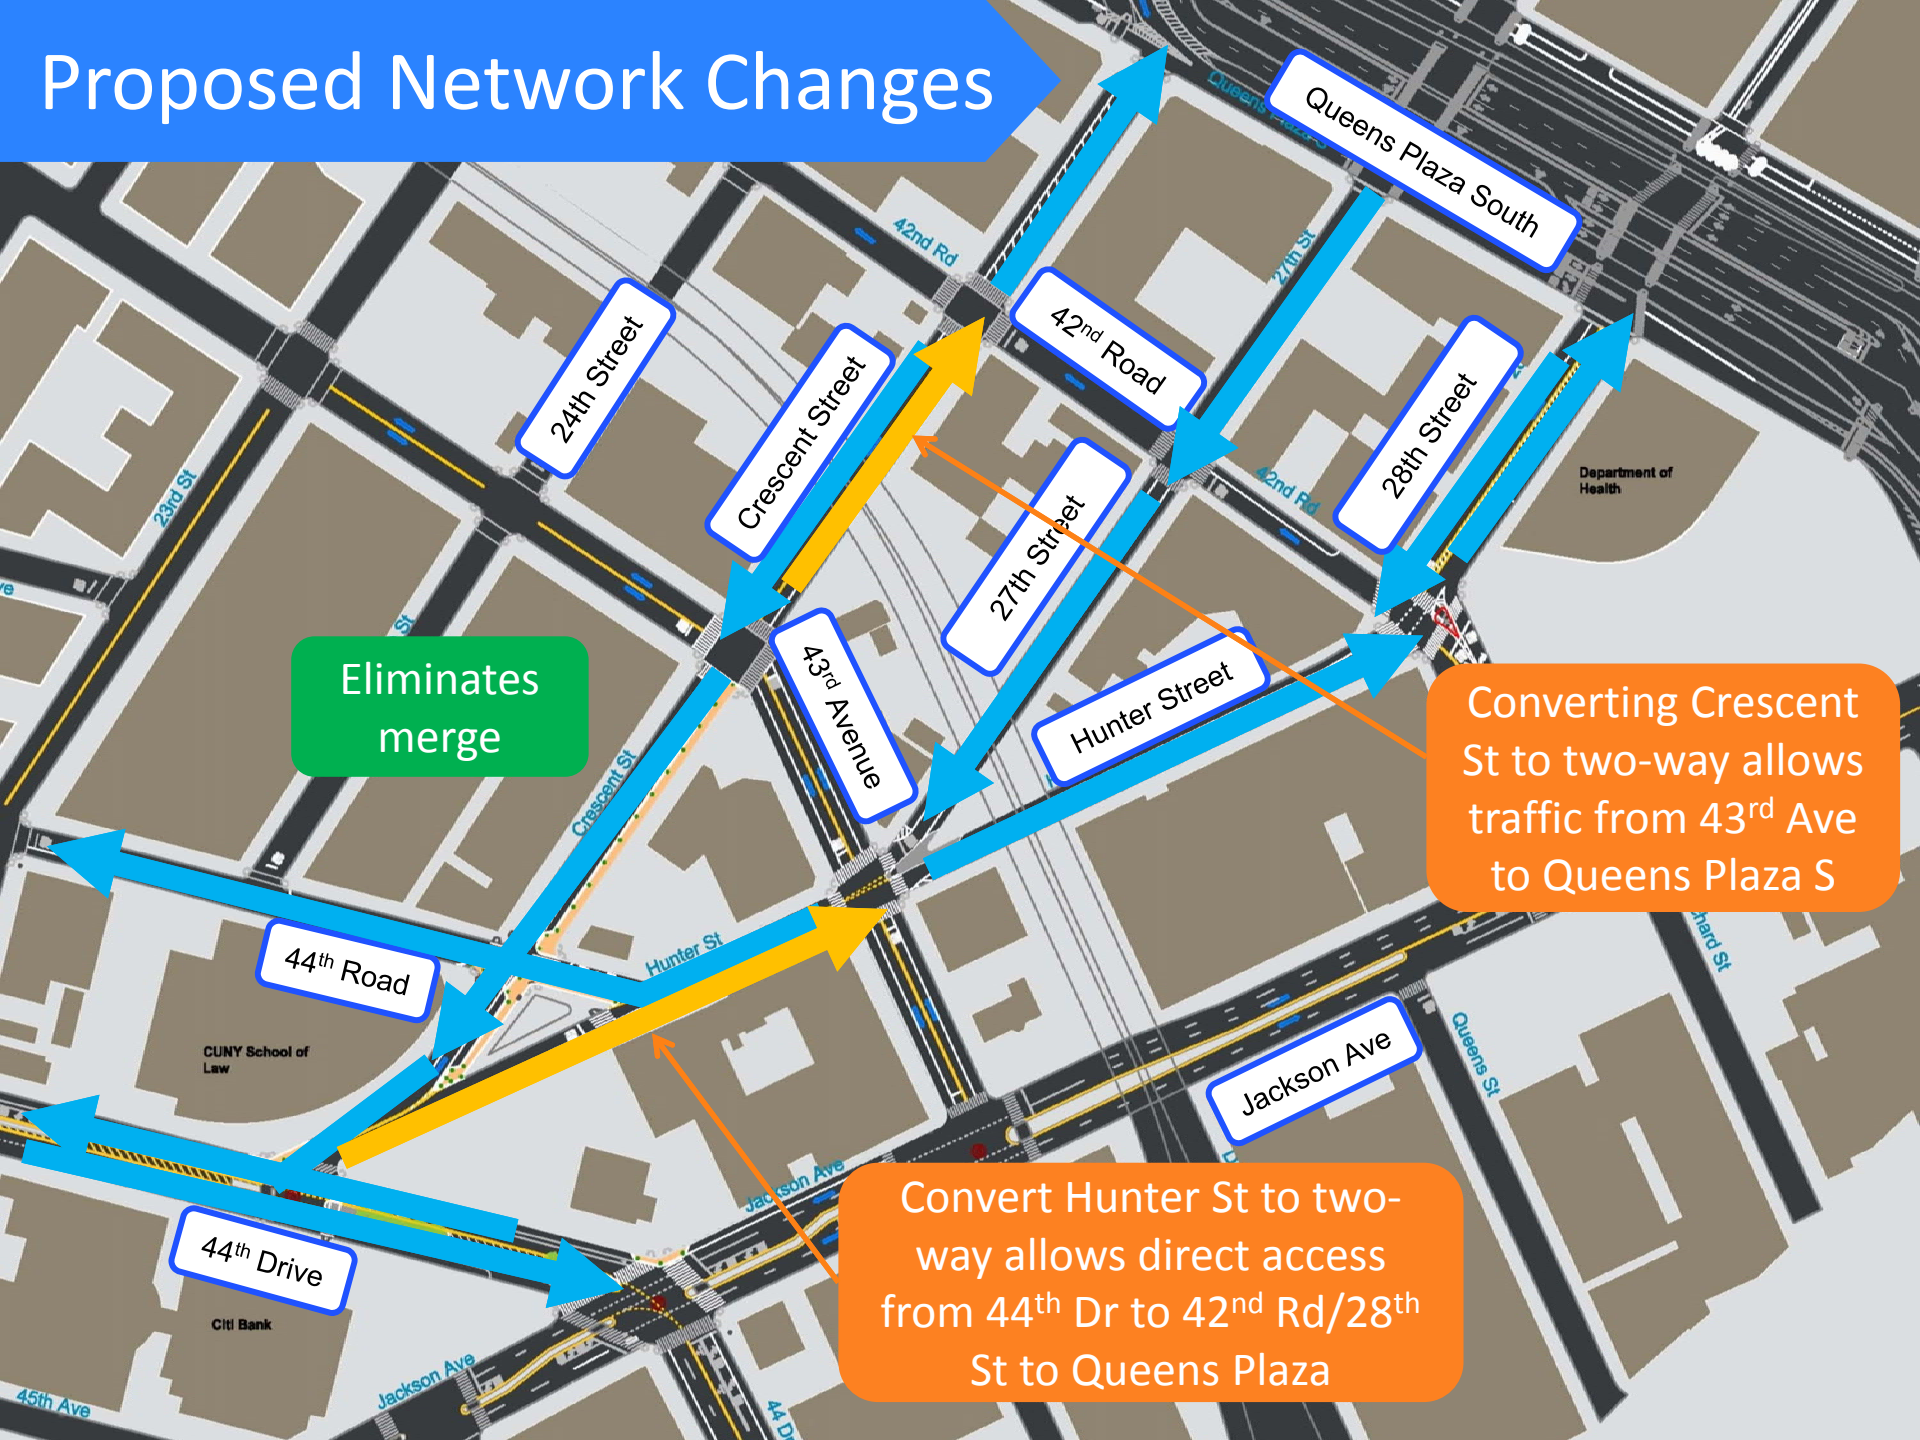 Proposed Network Changes
Queens Plaza South
42nd Rd
27th St
42nd Road
24th Street
Crescent Street
28th Street
Department of
Health
42nd Rd
23rd St
27th Street
St
43rd Avenue
Hunter Street
Eliminates
merge
Crescent St
Converting Crescent
St to two-way allows
traffic from 43rd Ave
to Queens Plaza S
44th Road
Hunter St
Queens St
CUNY School of
Law
Jackson Ave
Jackson Ave
44th Drive
Convert Hunter St to two-
way allows direct access
from 44th Dr to 42nd Rd/28th
St to Queens Plaza
Citi Bank
Jackson Ave
45th Ave
44 Dr